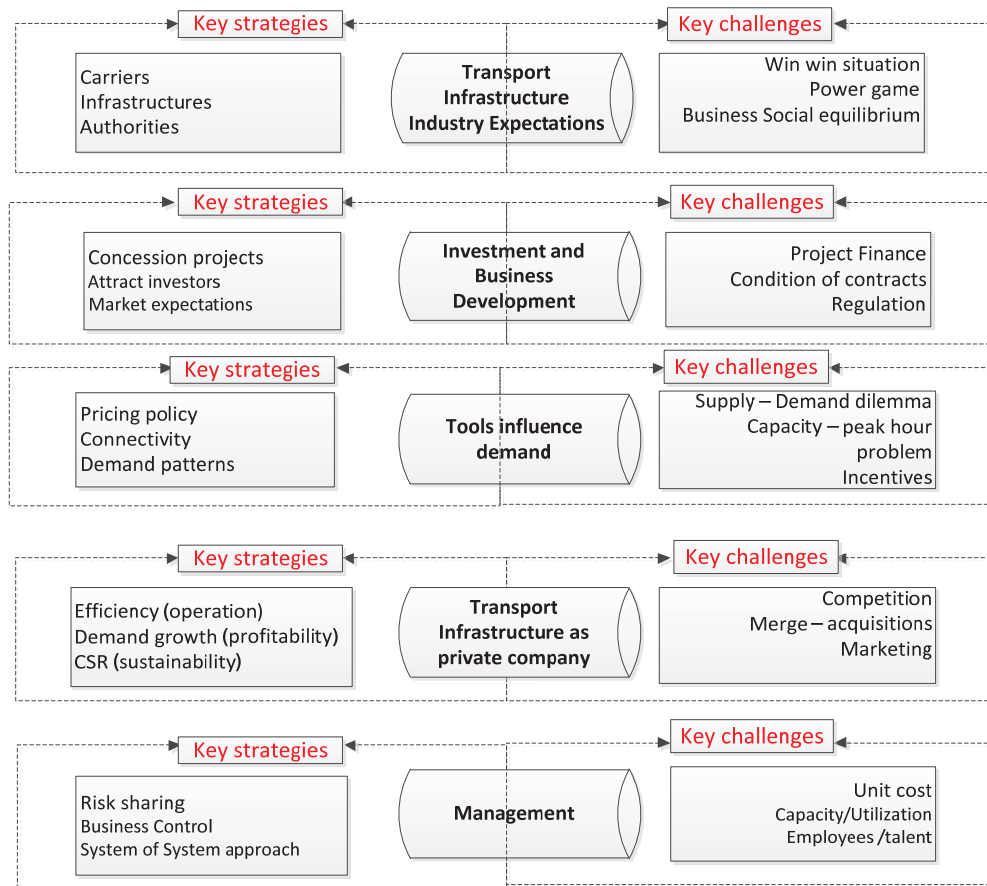 Key strategies
Key challenges
Carriers
Infrastructures
Authorities
Transport
Infrastructure
Industry Expectations
Win win situation
Power game
Business Social equilibrium
Key strategies
Key challenges
Concession projects
Attract investors
Market expectations
Investment and
Business
Development
Project Finance
Condition of contracts
Regulation
Key strategies
Key challenges
Pricing policy
Connectivity
Demand patterns
Tools influence
demand
Supply – Demand dilemma
Capacity – peak hour
problem
Incentives
Key strategies
Key challenges
Efficiency (operation)
Demand growth (profitability)
CSR (sustainability)
Transport
Infrastructure as
private company
Competition
Merge – acquisitions
Marketing
Key strategies
Key challenges
Risk sharing
Business Control
System of System approach
Management
Unit cost
Capacity/Utilization
Employees /talent